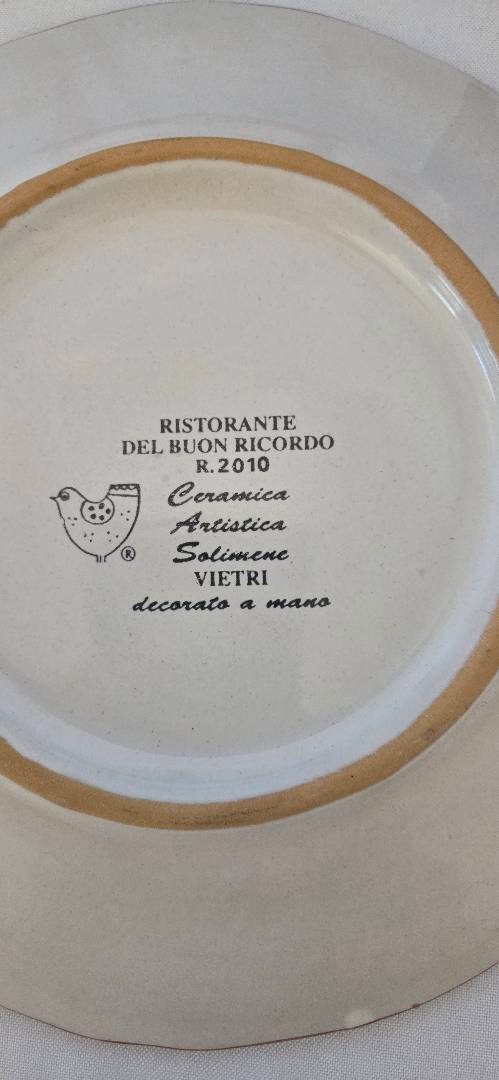 RISTORANTE
DEL BUON RICORDO
R.2010
Ceramica
Artistica
Solimene
®
VIETRI
decorato a mano